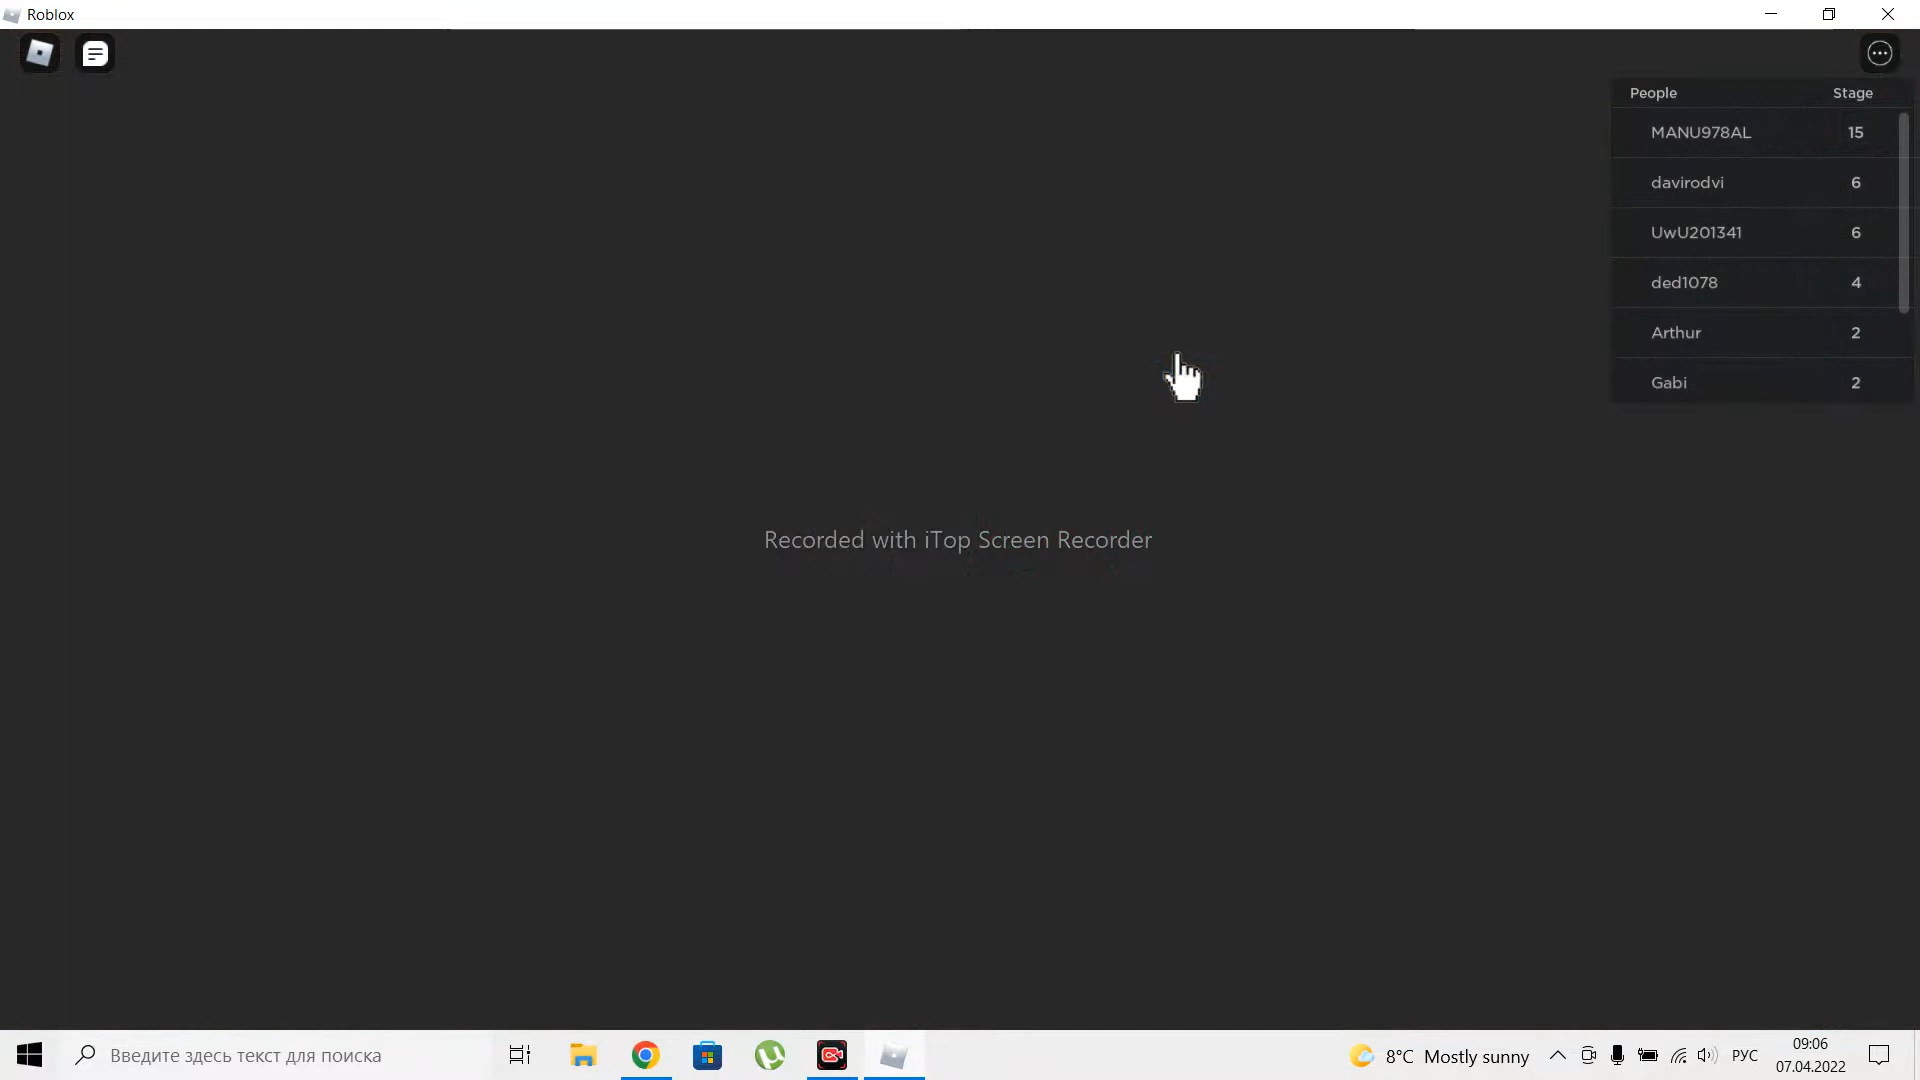 Roblox
People Stage
MANU978AL 15
davirodvi 6
UwU201341 6
ded1078 4
Arthur 2
Gabi 2
Recorded with iTop Screen Recorder
Введите здесь текст для поиска
8°C Mostly sunny
РУС
09:06
07.04.2022